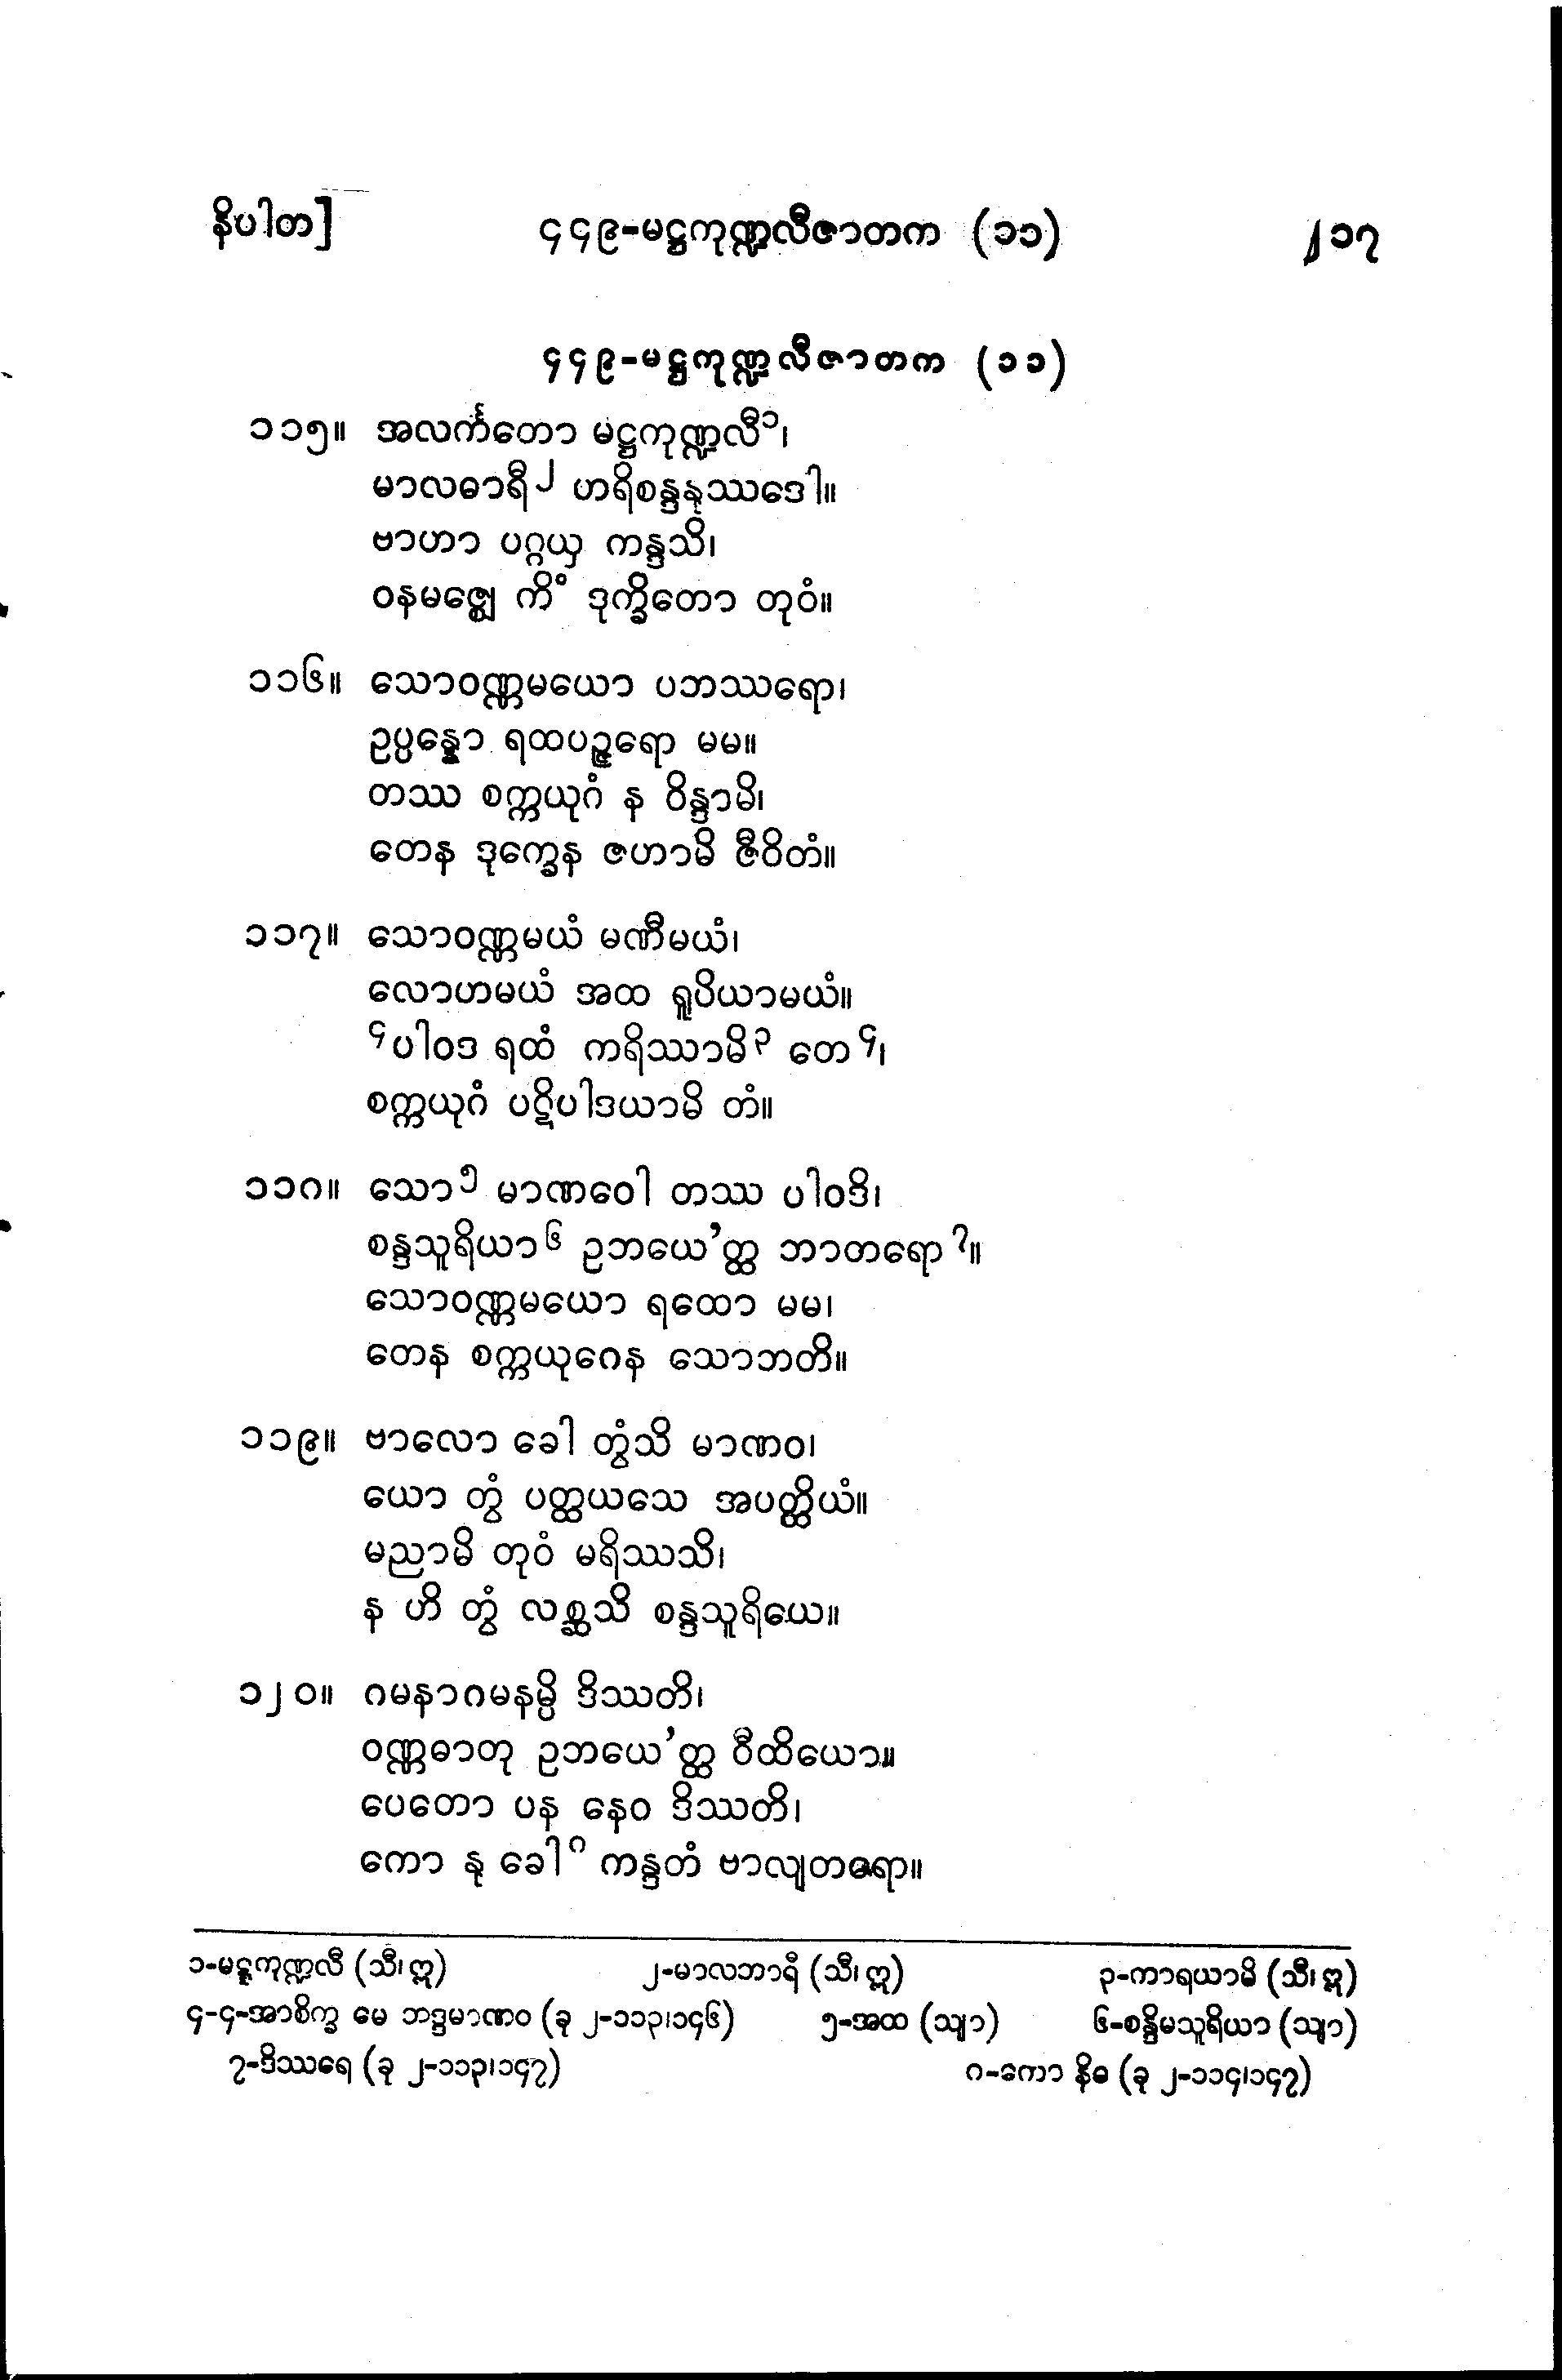 နိပါတ] ၄၄၉-မဋ္ဌကုဏ္ဍလီဇာတက (၁၁) ၂၁၇
၄၄၉-မဋ္ဌကုဏ္ဍလီဇာတက (၁၁)
၁၁၅။ အလင်္ကတော မဋ္ဌကုဏ္ဍလီ၁၊
မာလဓာရီ၂ ဟရိစန္ဒနုဿဒေါ။
ဗာဟာ ပဂ္ဂယှ ကန္ဒသိ၊
ဝနမဇ္ဈေ ကိံ ဒုက္ခိတော တုဝံ။
၁၁၆။ သောဝဏ္ဏမယော ပဘဿရော၊
ဥပ္ပန္နော ရထပဉ္ဇရော မမ။
တဿ စက္ကယုဂံ န ဝိန္ဒာမိ၊
တေန ဒုက္ခေန ဇဟာမိ ဇီဝိတံ။
၁၁၇။ သောဝဏ္ဏမယံ မဏီမယံ၊
လောဟမယံ အထ ရူပိယာမယံ။
၄ပါဝဒ ရထံ ကရိဿာမိ၃ တေ၄၊
စက္ကယုဂံ ပဋိပါဒယာမိ တံ။
၁၁၈။ သော၅ မာဏဝေါ တဿ ပါဝဒိ၊
စန္ဒသူရိယာ၆ ဥဘယေ’တ္ထ ဘာတရော၇။
သောဝဏ္ဏမယော ရထော မမ၊
တေန စက္ကယုဂေန သောဘတိ။
၁၁၉။ ဗာလော ခေါ တွံသိ မာဏဝ၊
ယော တွံ ပတ္ထယသေ အပတ္ထိယံ။
မညာမိ တုဝံ မရိဿသိ၊
န ဟိ တွံ လစ္ဆသိ စန္ဒသူရိယေ။
၁၂၀။ ဂမနာဂမနမ္ပိ ဒိဿတိ၊
ဝဏ္ဏဓာတု ဥဘယေ’တ္ထ ဝီထိယော။
ပေတော ပန နေဝ ဒိဿတိ၊
ကော နု ခေါ၈ ကန္ဒတံ ဗာလျတရော။
၁-မဋ္ဋကုဏ္ဍလီ (သီ၊ ဣ) ၂-မာလဘာရီ (သီ၊ ဣ) ၃-ကာရယာမိ (သီ၊ ဣ)
၄-၄-အာစိက္ခ မေ ဘဒ္ဒမာဏဝ (ခု ၂-၁၁၃၊၁၄၆) ၅-အထ (သျာ) ၆-စန္ဒိမသူရိယာ (သျာ)
၇-ဒိဿရေ (ခု ၂-၁၁၃၊၁၄၇) ၈-ကော နိဓ (ခု ၂-၁၁၄၊၁၄၇)